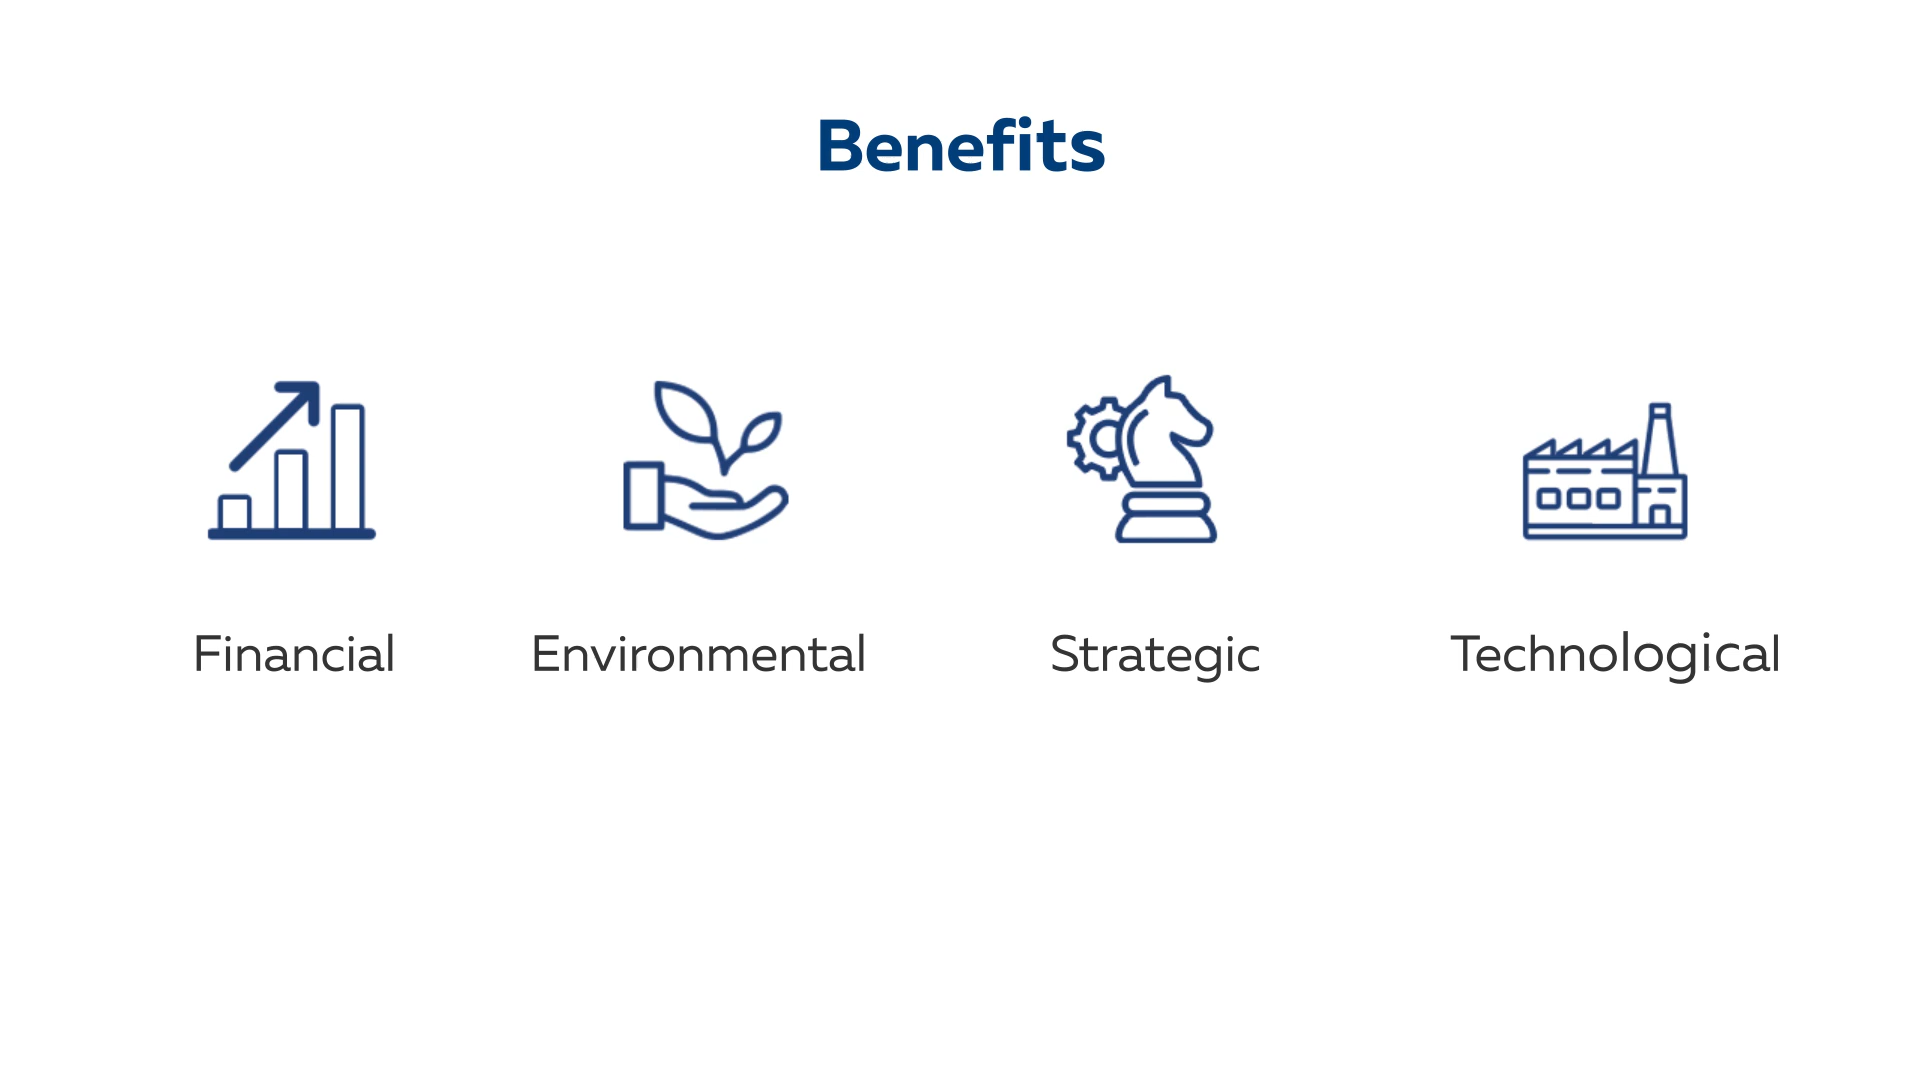 Benefits
Financial
Environmental
Strategic
Technological